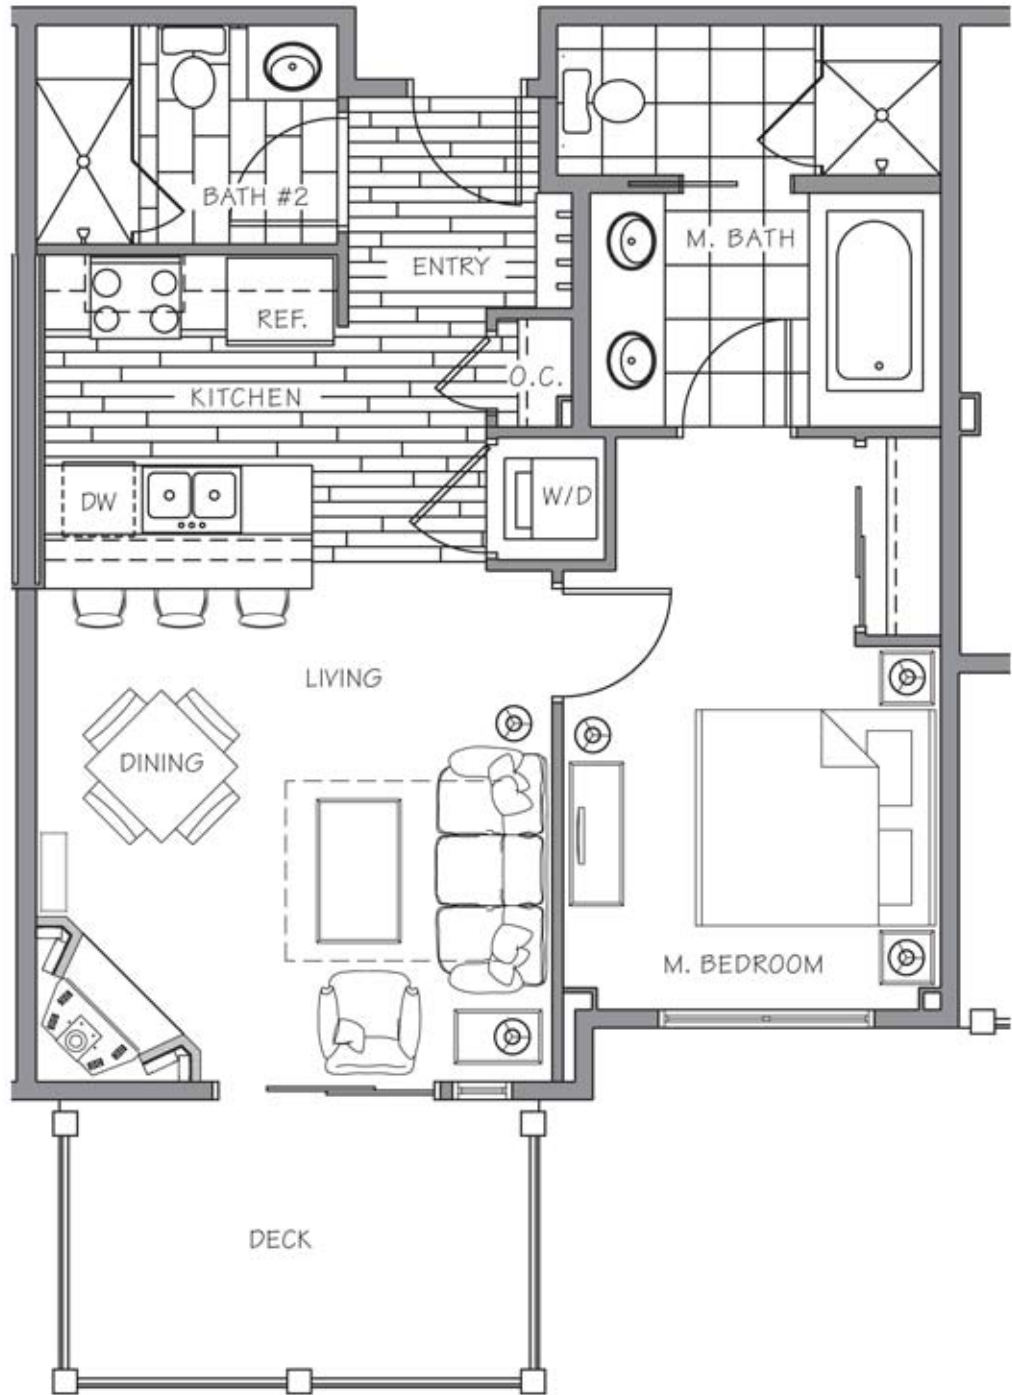 BATH #2
M. BATH
ENTRY
REF.
O.C.
KITCHEN
DW
W/D
LIVING
DINING
M. BEDROOM
DECK